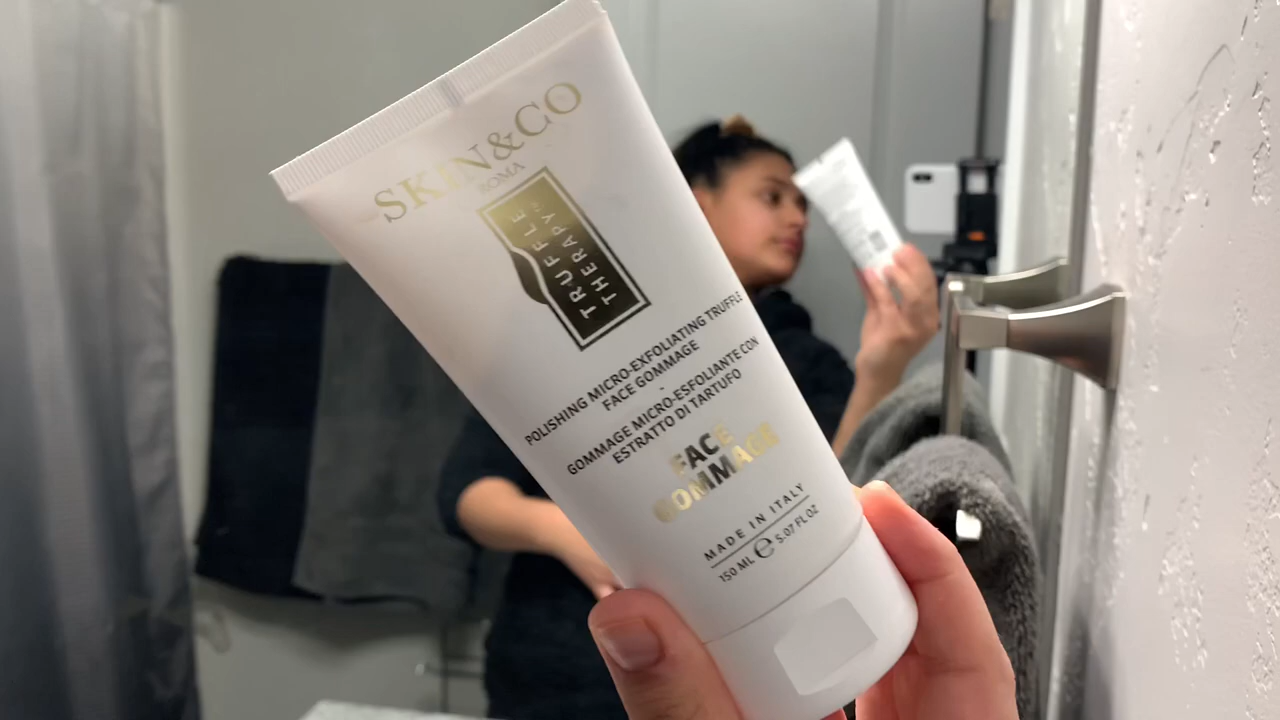 SKIN&CO
ROMA
TRUFFLE
THERAPY
POLISHING MICRO-EXFOLIATING TRUFFLE
FACE GOMMAGE
-
GOMMAGE MICRO-ESFOLIANTE CON
ESTRATTO DI TARTUFO
FACE
GOMMAGE
MADE IN ITALY
150 ML ℮ 5.07 FL OZ